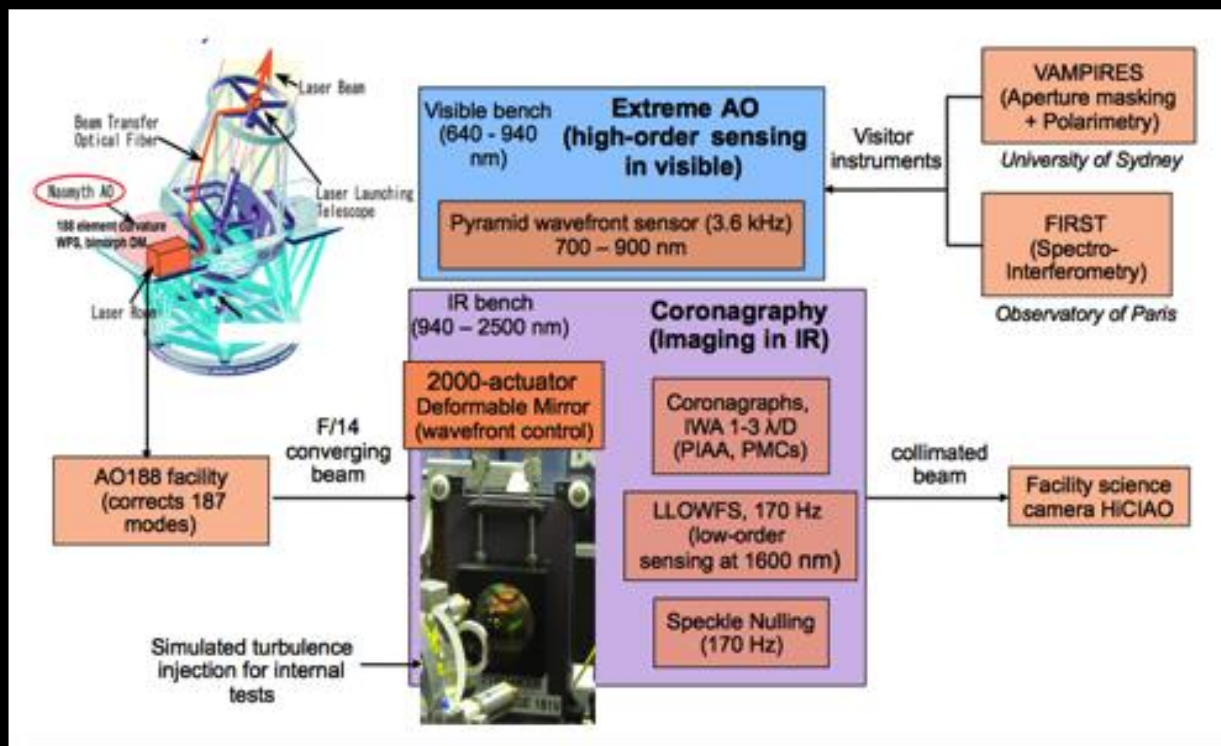 Laser Beam
Beam Transfer
Optical Fiber
Laser Launching
Telescope
Nasmyth AO
188 element curvature
WPS, bimorph DM
Laser Room
AO188 facility
(corrects 187
modes)
F/14
converging
beam
Simulated turbulence
injection for internal
tests
Visible bench
(640 - 940
nm)
Extreme AO
(high-order sensing
in visible)
Pyramid wavefront sensor (3.6 kHz)
700 – 900 nm
IR bench
(940 – 2500 nm)
Coronagraphy
(Imaging in IR)
2000-actuator
Deformable Mirror
(wavefront control)
Coronagraphs,
IWA 1-3 λ/D
(PIAA, PMCs)
LLOWFS, 170 Hz
(low-order
sensing at 1600 nm)
Speckle Nulling
(170 Hz)
Visitor
instruments
VAMPIRES
(Aperture masking
+ Polarimetry)
University of Sydney
FIRST
(Spectro-
Interferometry)
Observatory of Paris
collimated
beam
Facility science
camera HiCIAO